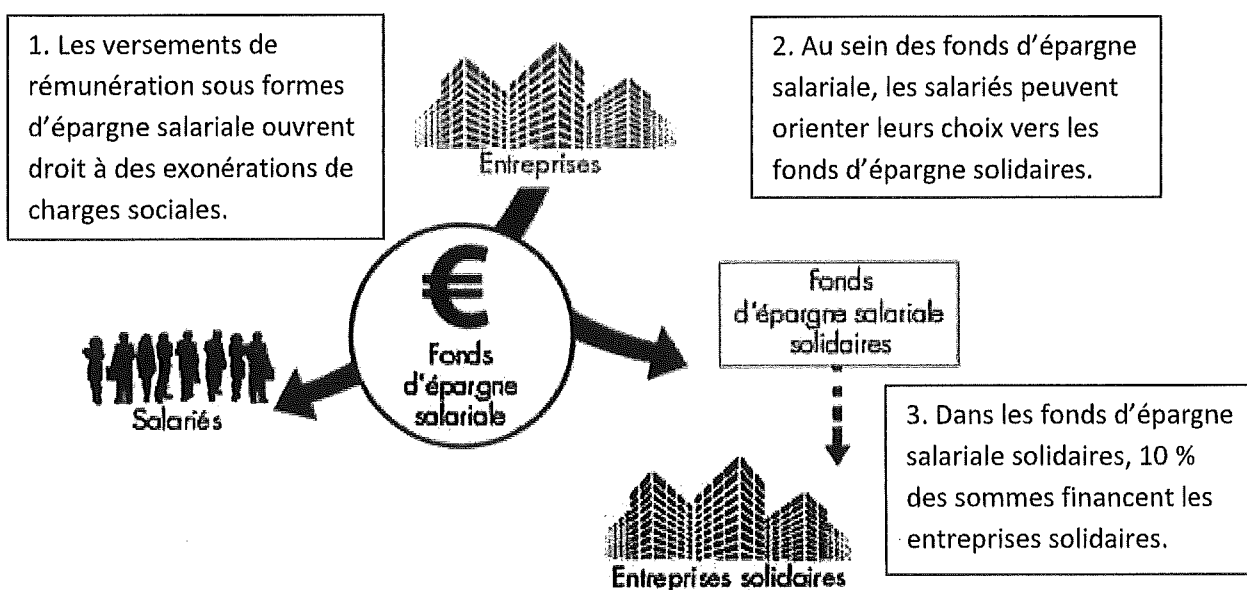 1. Les versements de
rémunération sous formes
d'épargne salariale ouvrent
droit à des exonérations de
charges sociales.
Entreprises
2. Au sein des fonds d'épargne
salariale, les salariés peuvent
orienter leurs choix vers les
fonds d'épargne solidaires.
€
Fonds
d'épargne
salariale
Salariés
Fonds
d'épargne salariale
solidaires
3. Dans les fonds d'épargne
salariale solidaires, 10 %
des sommes financent les
entreprises solidaires.
Entreprises solidaires